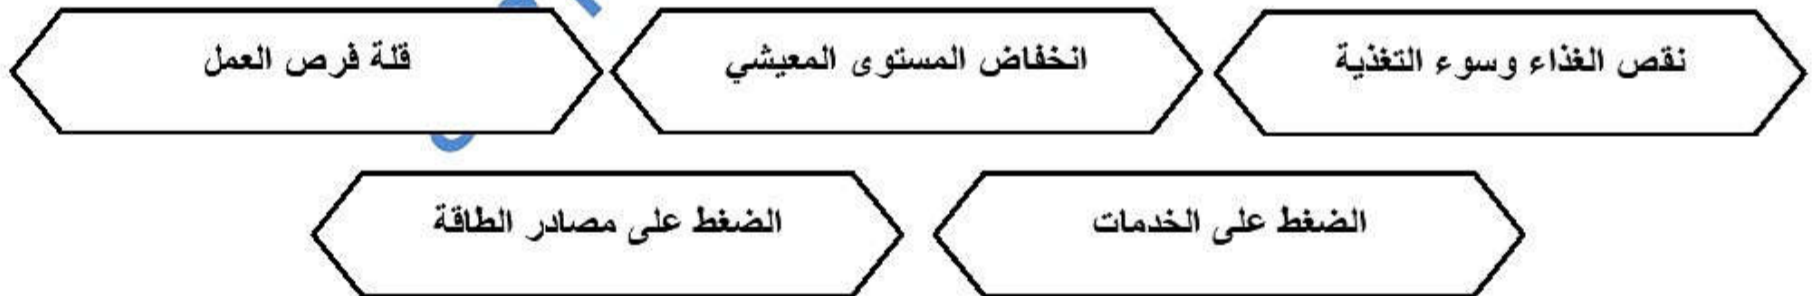 نقص الغذاء وسوء التغذية
انخفاض المستوى المعيشي
قلة فرص العمل
الضغط على الخدمات
الضغط على مصادر الطاقة